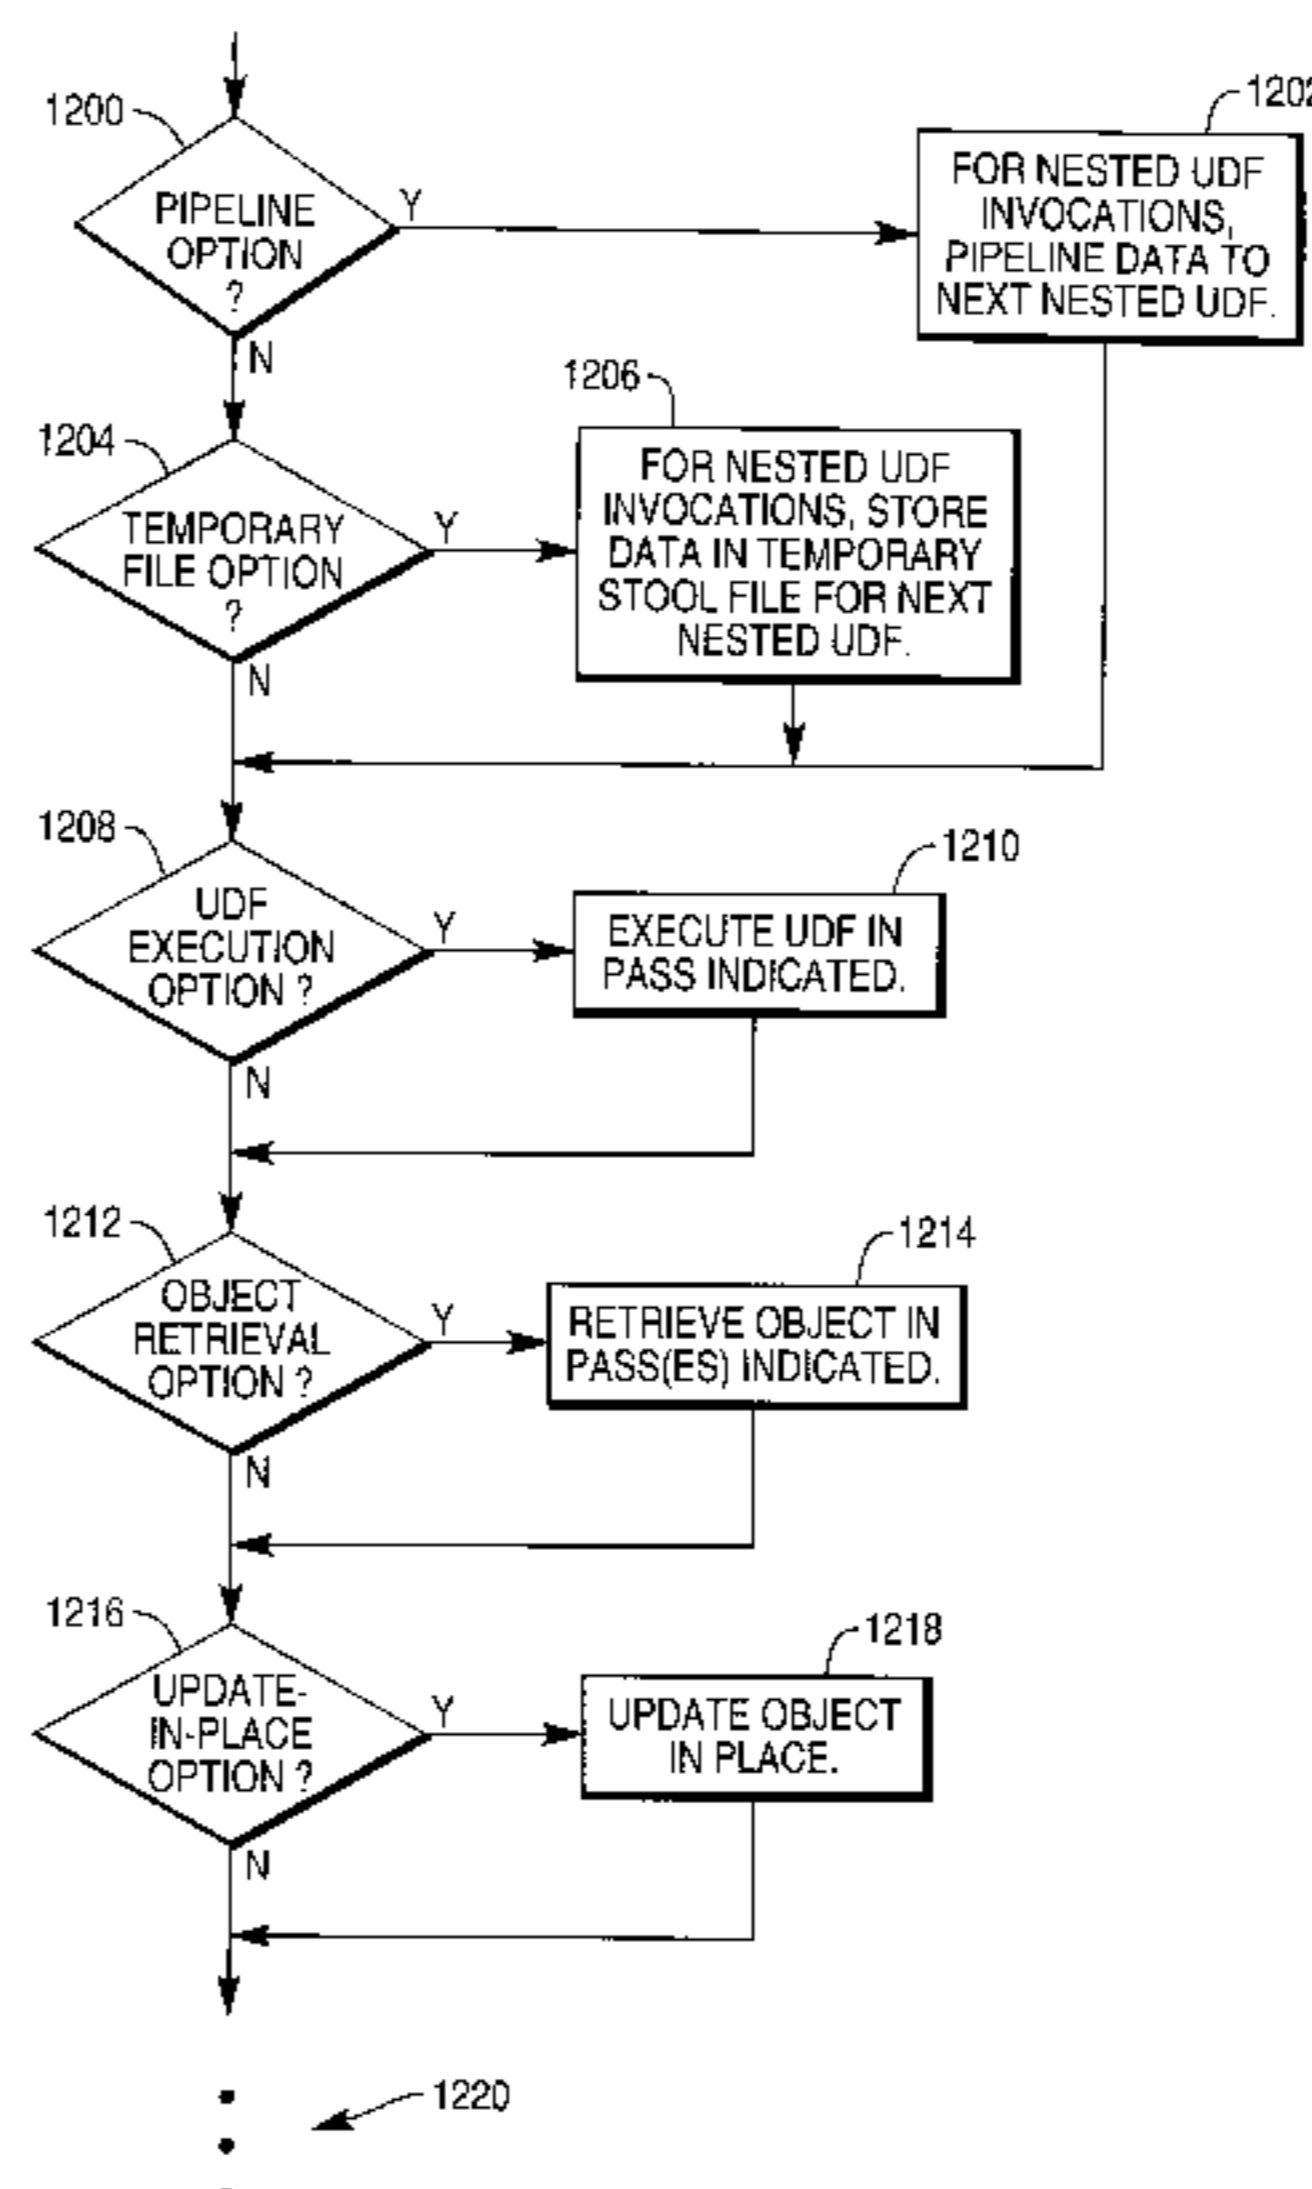 1200
PIPELINE
OPTION
?
Y
N
1202
FOR NESTED UDF
INVOCATIONS,
PIPELINE DATA TO
NEXT NESTED UDF.
1204
TEMPORARY
FILE OPTION
?
Y
N
1206
FOR NESTED UDF
INVOCATIONS, STORE
DATA IN TEMPORARY
STOOL FILE FOR NEXT
NESTED UDF.
1208
UDF
EXECUTION
OPTION ?
Y
N
1210
EXECUTE UDF IN
PASS INDICATED.
1212
OBJECT
RETRIEVAL
OPTION ?
Y
N
1214
RETRIEVE OBJECT IN
PASS(ES) INDICATED.
1216
UPDATE-
IN-PLACE
OPTION ?
Y
N
1218
UPDATE OBJECT
IN PLACE.
1220